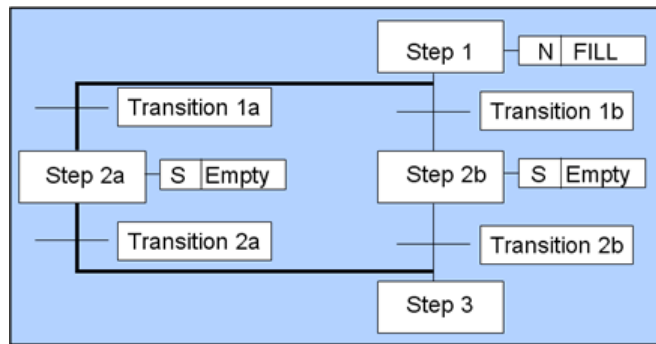 Step 1
N FILL
Transition 1a
Transition 1b
Step 2a
S Empty
Step 2b
S Empty
Transition 2a
Transition 2b
Step 3